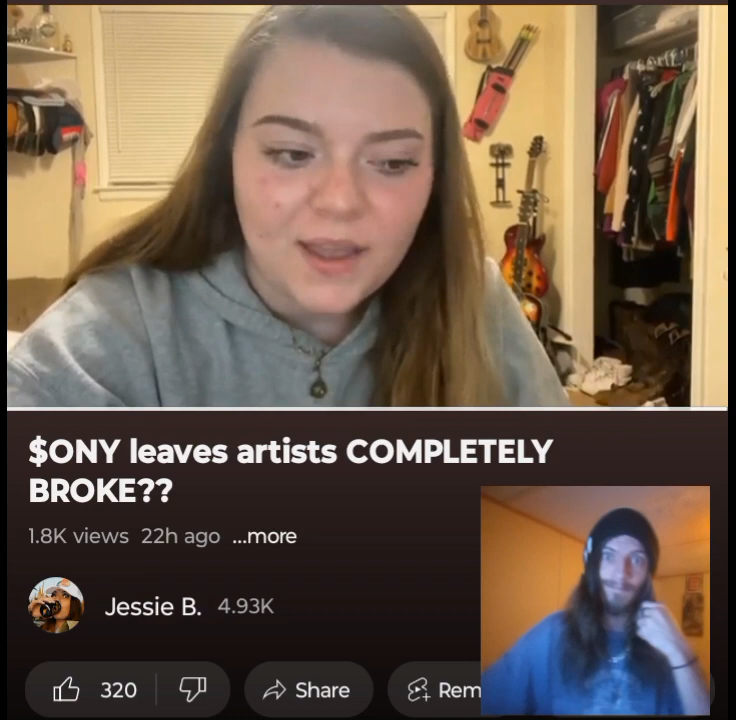 $ONY leaves artists COMPLETELY
BROKE??
1.8K views 22h ago ...more
Jessie B. 4.93K
320 Share Rem